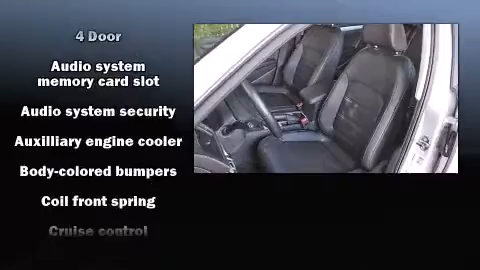 4 Door
Audio system
memory card slot
Audio system security
Auxilliary engine cooler
Body-colored bumpers
Coil front spring
Cruise control